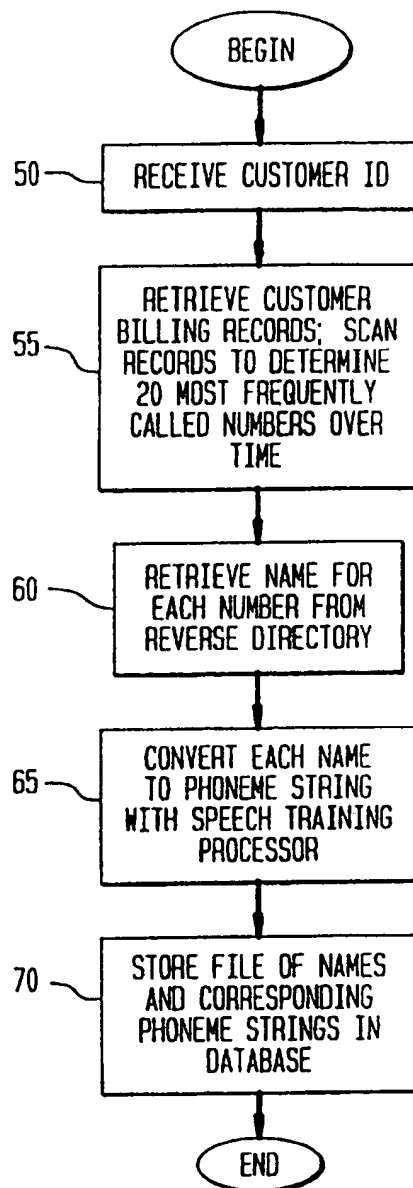 BEGIN
50
RECEIVE CUSTOMER ID
55
RETRIEVE CUSTOMER
BILLING RECORDS; SCAN
RECORDS TO DETERMINE
20 MOST FREQUENTLY
CALLED NUMBERS OVER
TIME
60
RETRIEVE NAME FOR
EACH NUMBER FROM
REVERSE DIRECTORY
65
CONVERT EACH NAME
TO PHONEME STRING
WITH SPEECH TRAINING
PROCESSOR
70
STORE FILE OF NAMES
AND CORRESPONDING
PHONEME STRINGS IN
DATABASE
END